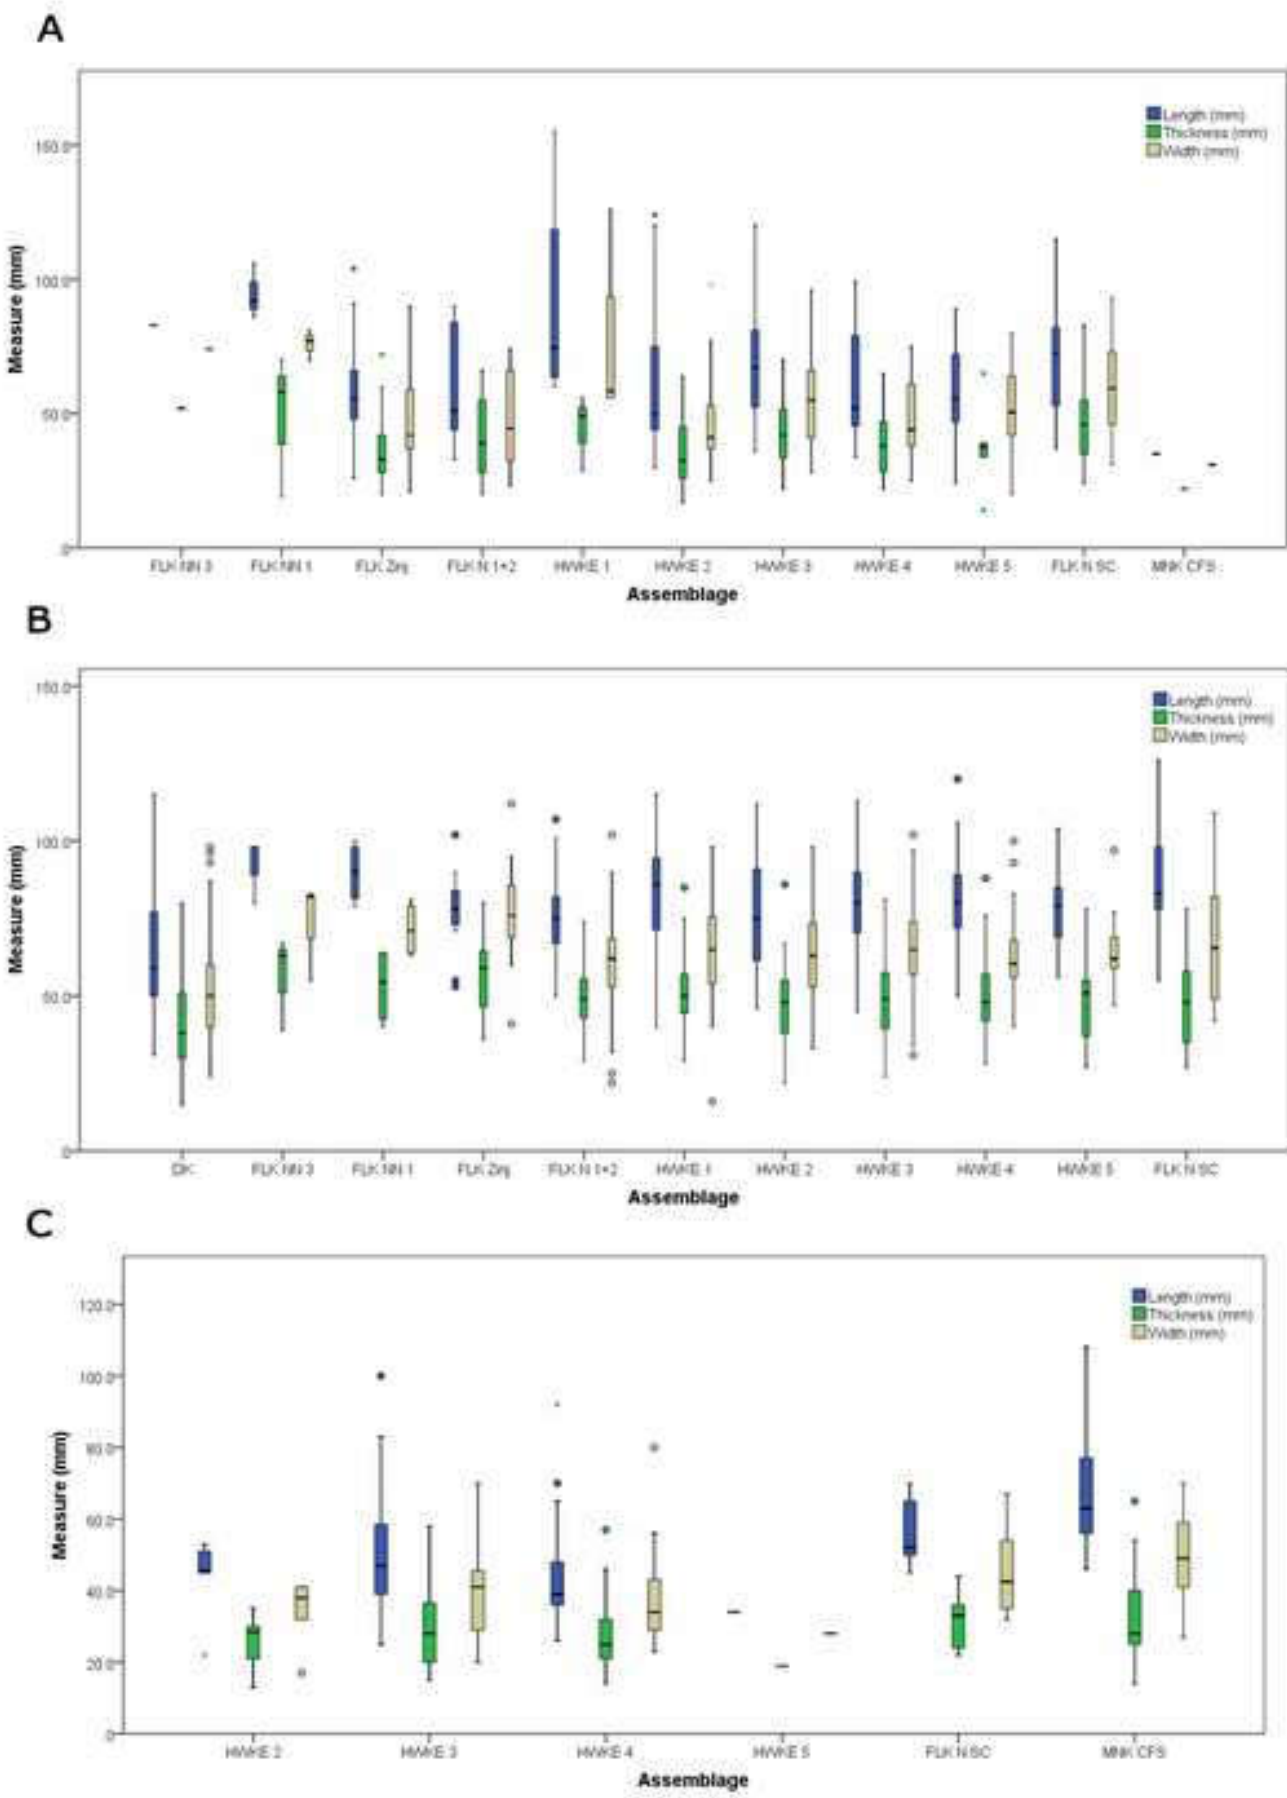 A
Measure (mm)
150.0
100.0
50.0
.0
Length (mm)
Thickness (mm)
Width (mm)
FLK NN 3 FLK NN 1 FLK Zinj FLK N 1+2 HWKE 1 HWKE 2 HWKE 3 HWKE 4 HWKE 5 FLK N SC MNK CFS
Assemblage
B
Measure (mm)
150.0
100.0
50.0
.0
Length (mm)
Thickness (mm)
Width (mm)
DK FLK NN 3 FLK NN 1 FLK Zinj FLK N 1+2 HWKE 1 HWKE 2 HWKE 3 HWKE 4 HWKE 5 FLK N SC
Assemblage
C
Measure (mm)
120.0
100.0
80.0
60.0
40.0
20.0
.0
Length (mm)
Thickness (mm)
Width (mm)
HWKE 2 HWKE 3 HWKE 4 HWKE 5 FLK N SC MNK CFS
Assemblage